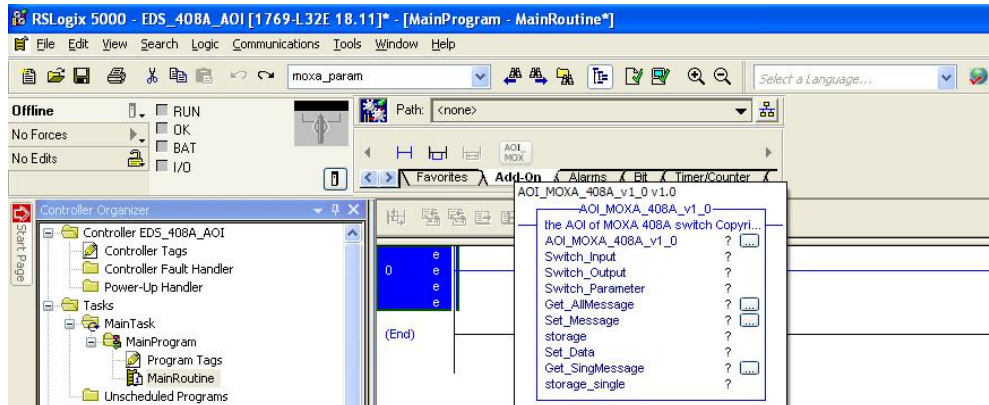 RSLogix 5000 - EDS_408A_AOI [1769-L32E 18.11]* - [MainProgram - MainRoutine*]
File Edit View Search Logic Communications Tools Window Help
moxa_param
Select a Language...
Offline
RUN
Path: <none>
No Forces
OK
No Edits
BAT
I/O
AOI_
MOX
Favorites Add-On Alarms Bit Timer/Counter
AOI_MOXA_408A_v1_0 v1.0
Start Page
Controller Organizer
Controller EDS_408A_AOI
Controller Tags
Controller Fault Handler
Power-Up Handler
Tasks
MainTask
MainProgram
Program Tags
MainRoutine
Unscheduled Programs
0
e
e
e
e
(End)
AOI_MOXA_408A_v1_0
the AOI of MOXA 408A switch Copyri...
AOI_MOXA_408A_v1_0 ? ...
Switch_Input ?
Switch_Output ?
Switch_Parameter ?
Get_AllMessage ? ...
Set_Message ? ...
storage ?
Set_Data ?
Get_SingMessage ? ...
storage_single ?